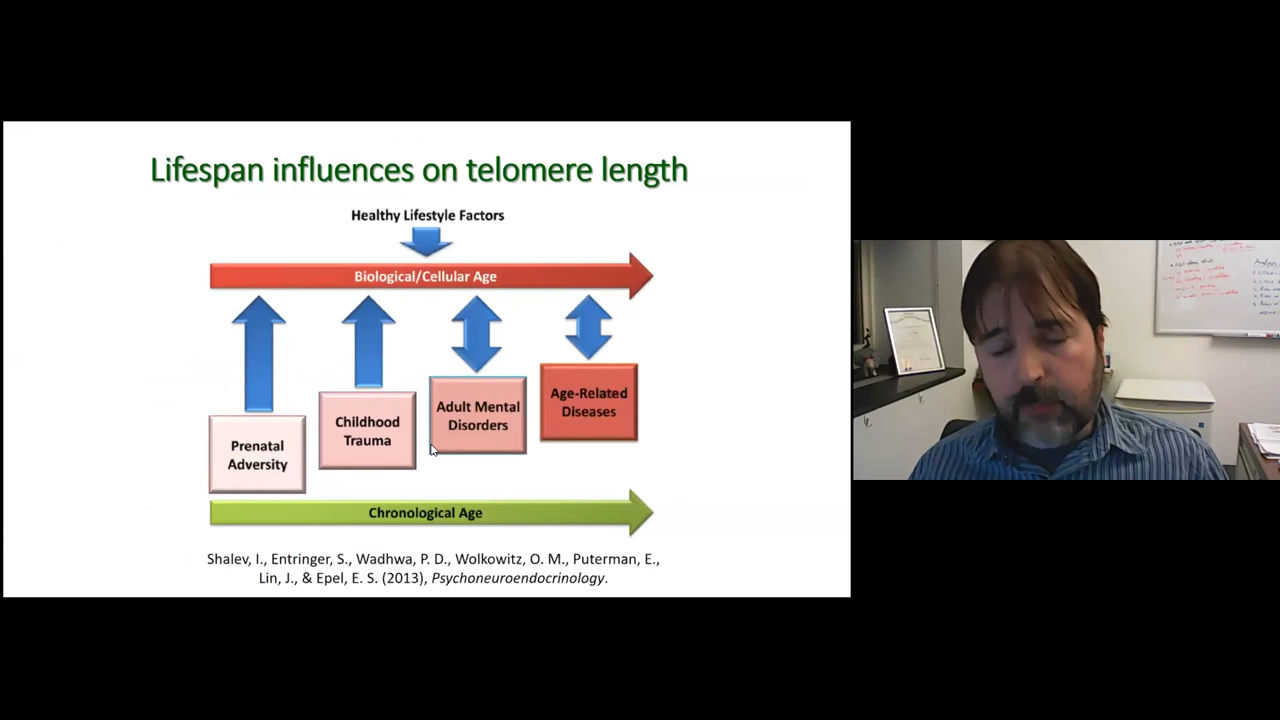 Lifespan influences on telomere length
Healthy Lifestyle Factors
Biological/Cellular Age
Prenatal
Adversity
Childhood
Trauma
Adult Mental
Disorders
Age-Related
Diseases
Chronological Age
Shalev, I., Entringer, S., Wadhwa, P. D., Wolkowitz, O. M., Puterman, E.,
Lin, J., & Epel, E. S. (2013), Psychoneuroendocrinology.